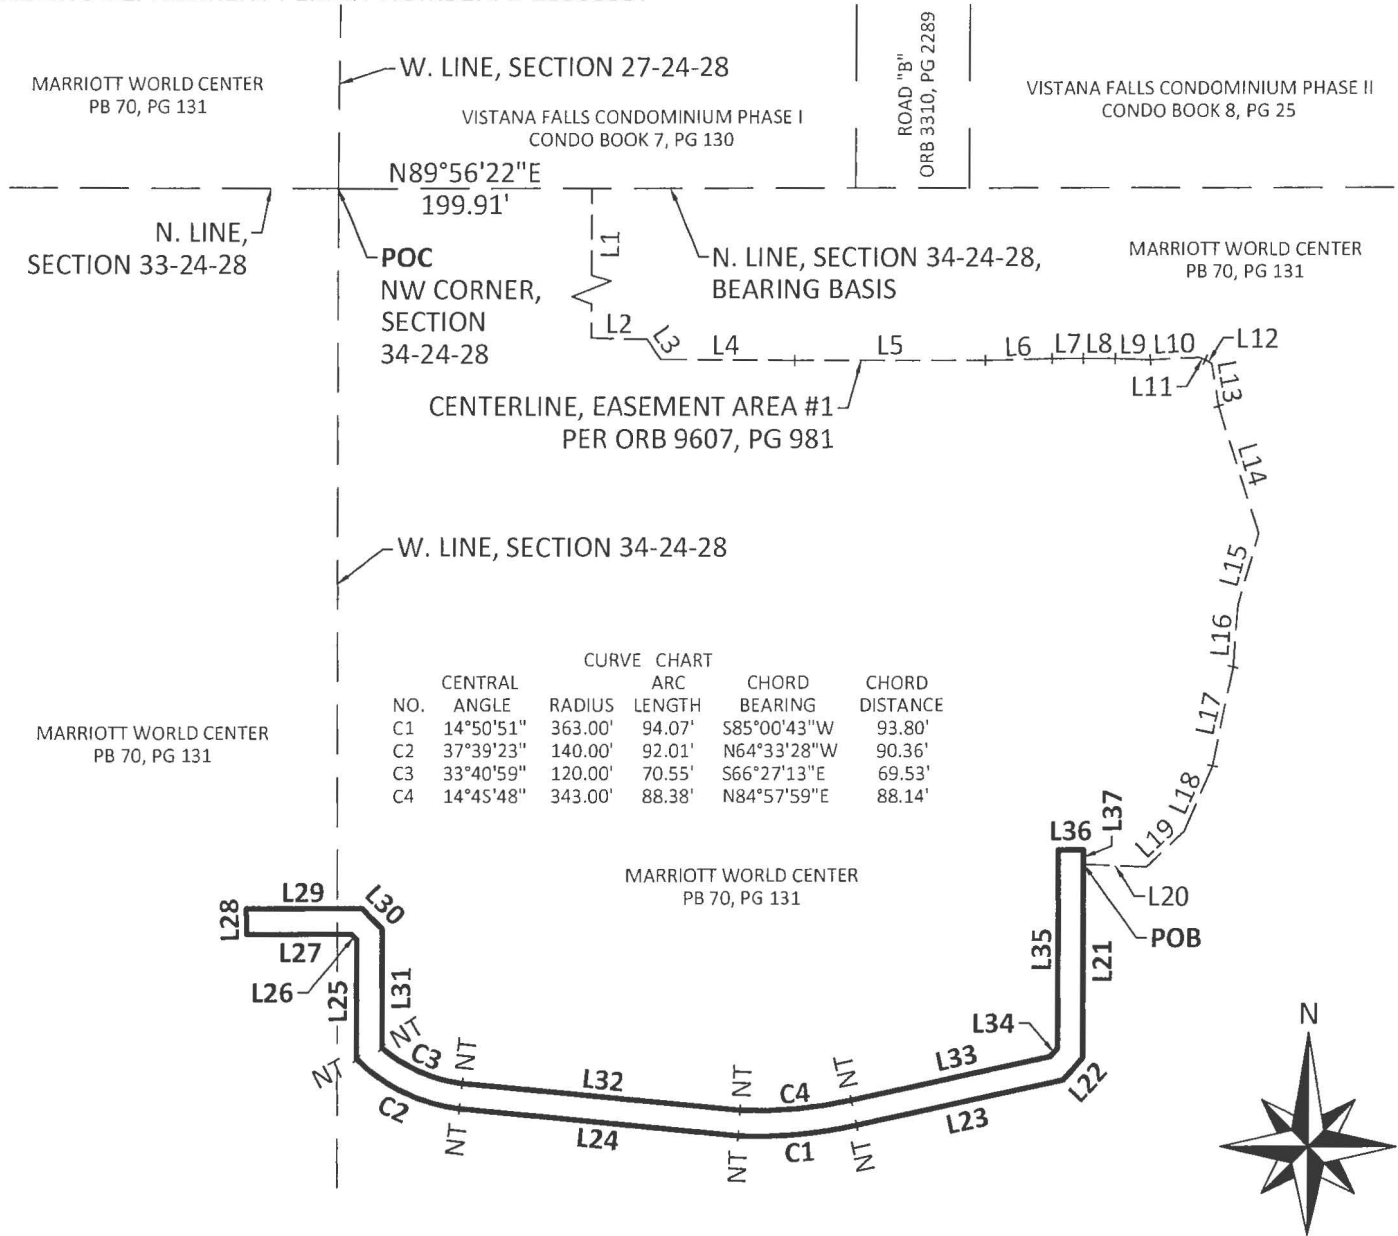 MARRIOTT WORLD CENTER
PB 70, PG 131
W. LINE, SECTION 27-24-28
VISTANA FALLS CONDOMINIUM PHASE I
CONDO BOOK 7, PG 130
ROAD "B"
ORB 3310, PG 2289
VISTANA FALLS CONDOMINIUM PHASE II
CONDO BOOK 8, PG 25
N89°56'22"E
199.91'
N. LINE,
SECTION 33-24-28
POC
NW CORNER,
SECTION
34-24-28
L1
N. LINE, SECTION 34-24-28,
BEARING BASIS
MARRIOTT WORLD CENTER
PB 70, PG 131
L2
L3
L4
L5
L6
L7
L8
L9
L10
L11
L12
L13
L14
L15
L16
L17
L18
L19
L20
CENTERLINE, EASEMENT AREA #1
PER ORB 9607, PG 981
W. LINE, SECTION 34-24-28
MARRIOTT WORLD CENTER
PB 70, PG 131
CURVE CHART
CENTRAL ARC CHORD CHORD
NO. ANGLE RADIUS LENGTH BEARING DISTANCE
C1 14°50'51" 363.00' 94.07' S85°00'43"W 93.80'
C2 37°39'23" 140.00' 92.01' N64°33'28"W 90.36'
C3 33°40'59" 120.00' 70.55' S66°27'13"E 69.53'
C4 14°45'48" 343.00' 88.38' N84°57'59"E 88.14'
MARRIOTT WORLD CENTER
PB 70, PG 131
L36
L37
POB
L35
L21
L34
L22
L33
L23
C4
C1
NT
NT
NT
NT
L32
L24
NT
NT
C3
C2
NT
NT
L31
L25
L26
L27
L28
L29
L30
N